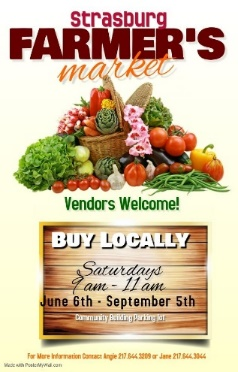 Strasburg
FARMER'S
market
Vendors Welcome!
BUY LOCALLY
Saturdays
9 am - 11 am
June 6th - September 5th
Community Building Parking lot
For More Information Contact Angie 217.644.3209 or Jane 217.644.3044
Made with PosterMyWall.com